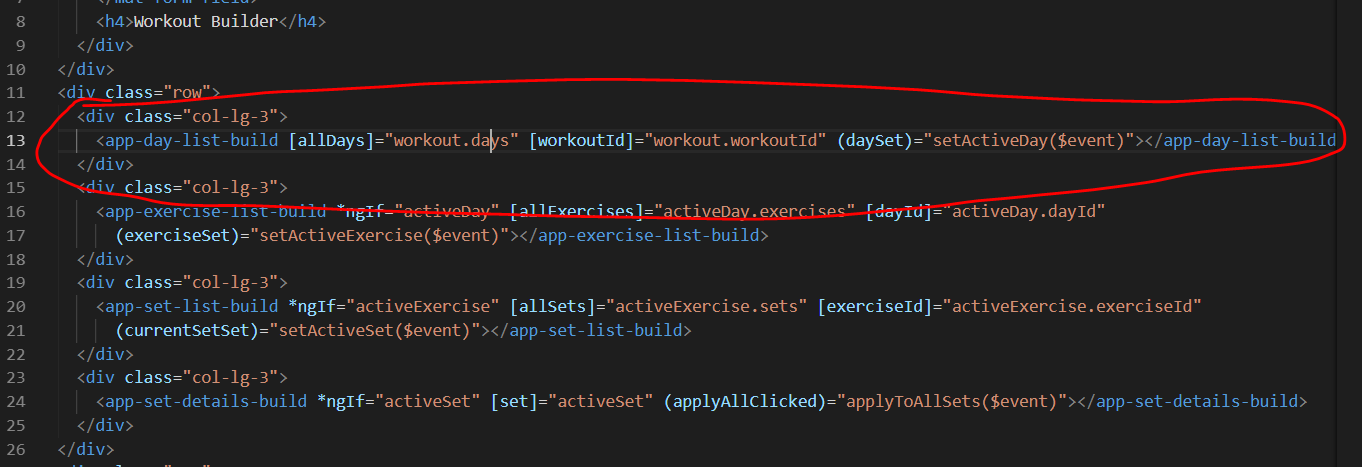 7 </mat-form-field>
8 <h4>Workout Builder</h4>
9 </div>
10 </div>
11 <div class="row">
12 <div class="col-lg-3">
13 <app-day-list-build [allDays]="workout.days" [workoutId]="workout.workoutId" (daySet)="setActiveDay($event)"></app-day-list-build
14 </div>
15 <div class="col-lg-3">
16 <app-exercise-list-build *ngIf="activeDay" [allExercises]="activeDay.exercises" [dayId]="activeDay.dayId"
17 (exerciseSet)="setActiveExercise($event)"></app-exercise-list-build>
18 </div>
19 <div class="col-lg-3">
20 <app-set-list-build *ngIf="activeExercise" [allSets]="activeExercise.sets" [exerciseId]="activeExercise.exerciseId"
21 (currentSetSet)="setActiveSet($event)"></app-set-list-build>
22 </div>
23 <div class="col-lg-3">
24 <app-set-details-build *ngIf="activeSet" [set]="activeSet" (applyAllClicked)="applyToAllSets($event)"></app-set-details-build>
25 </div>
26 </div>